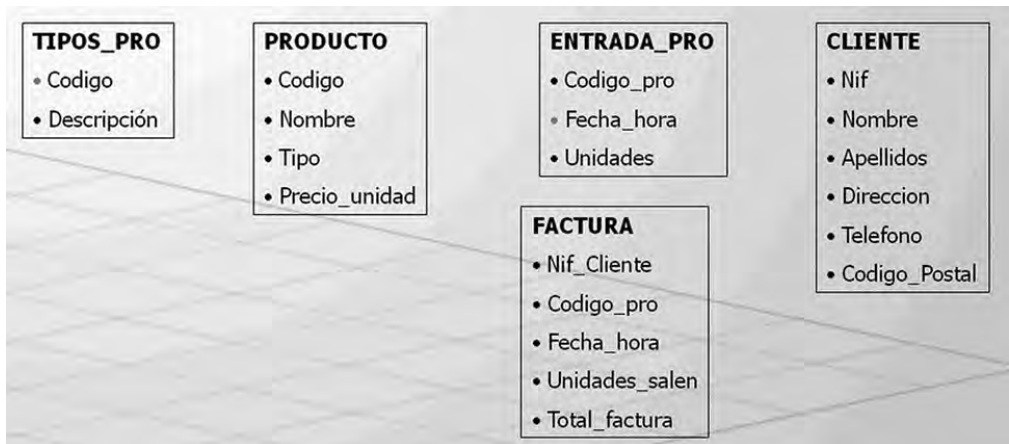 TIPOS_PRO
• Codigo
• Descripción
PRODUCTO
• Codigo
• Nombre
• Tipo
• Precio_unidad
ENTRADA_PRO
• Codigo_pro
• Fecha_hora
• Unidades
CLIENTE
• Nif
• Nombre
• Apellidos
• Direccion
• Telefono
• Codigo_Postal
FACTURA
• Nif_Cliente
• Codigo_pro
• Fecha_hora
• Unidades_salen
• Total_factura